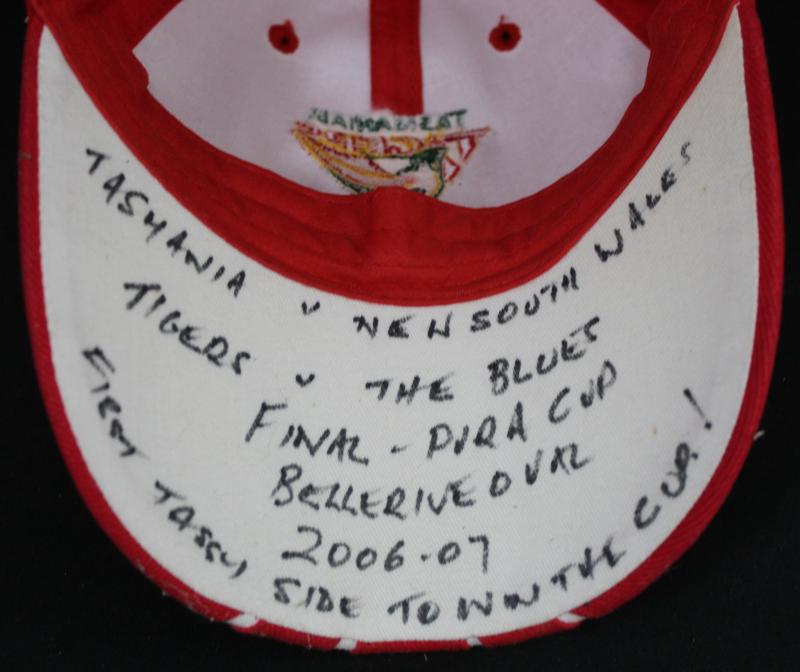 TASMANIA v NEW SOUTH WALES
TIGERS v THE BLUES
FINAL - PURA CUP
BELLERIVE OVAL
2006-07
FIRST TASSY SIDE TO WIN THE CUP!